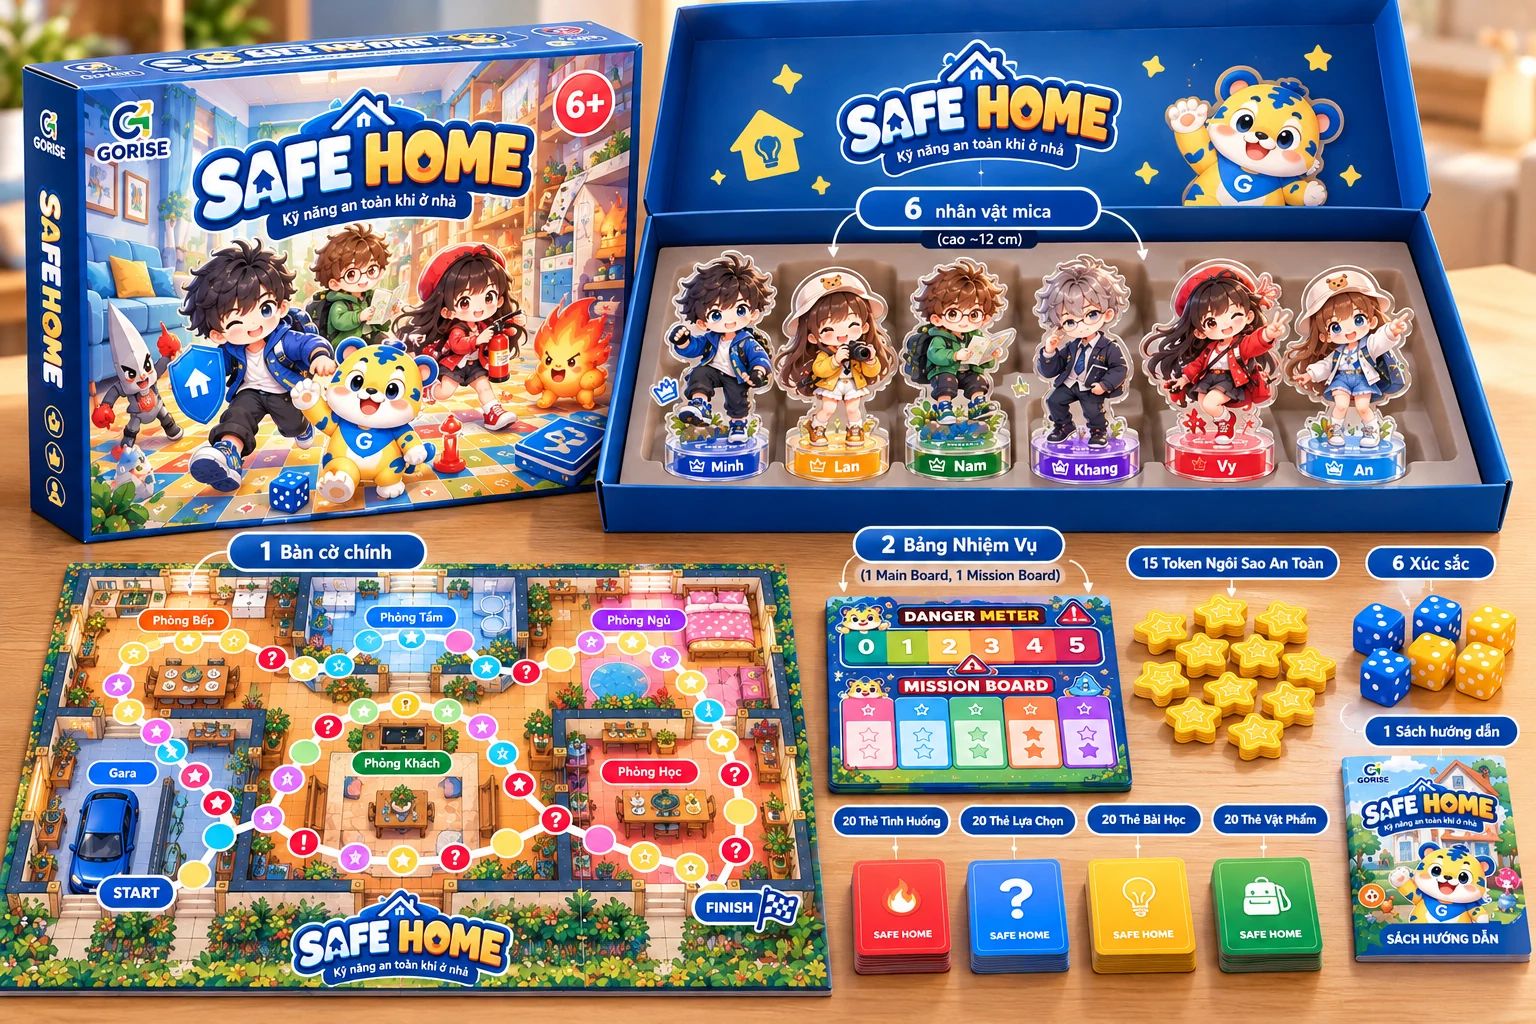 GORISE
SAFE HOME
GORISE
SAFE HOME
Kỹ năng an toàn khi ở nhà
6+
G
SAFE HOME
Kỹ năng an toàn khi ở nhà
G
6 nhân vật mica
(cao ~12 cm)
Minh
Lan
Nam
Khang
Vy
An
1 Bàn cờ chính
Phòng Bếp
Phòng Tắm
Phòng Ngủ
?
?
Gara
Phòng Khách
Phòng Học
?
!
?
?
?
START
FINISH
SAFE HOME
Kỹ năng an toàn khi ở nhà
2 Bảng Nhiệm Vụ
(1 Main Board, 1 Mission Board)
DANGER METER
0 1 2 3 4 5
MISSION BOARD
15 Token Ngôi Sao An Toàn
6 Xúc sắc
1 Sách hướng dẫn
20 Thẻ Tình Huống
SAFE HOME
20 Thẻ Lựa Chọn
?
SAFE HOME
20 Thẻ Bài Học
SAFE HOME
20 Thẻ Vật Phẩm
SAFE HOME
GORISE
SAFE HOME
Kỹ năng an toàn khi ở nhà
G
SÁCH HƯỚNG DẪN